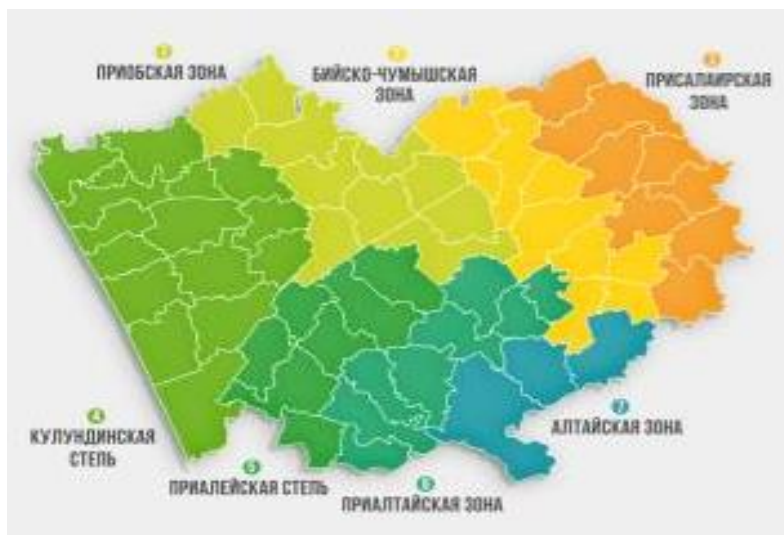 ПРИОБСКАЯ ЗОНА
БИЙСКО-ЧУМЫШСКАЯ
ЗОНА
ПРИСАЛАИРСКАЯ
ЗОНА
4
КУЛУНДИНСКАЯ
СТЕПЬ
5
ПРИАЛЕЙСКАЯ СТЕПЬ
6
ПРИАЛТАЙСКАЯ ЗОНА
7
АЛТАЙСКАЯ ЗОНА